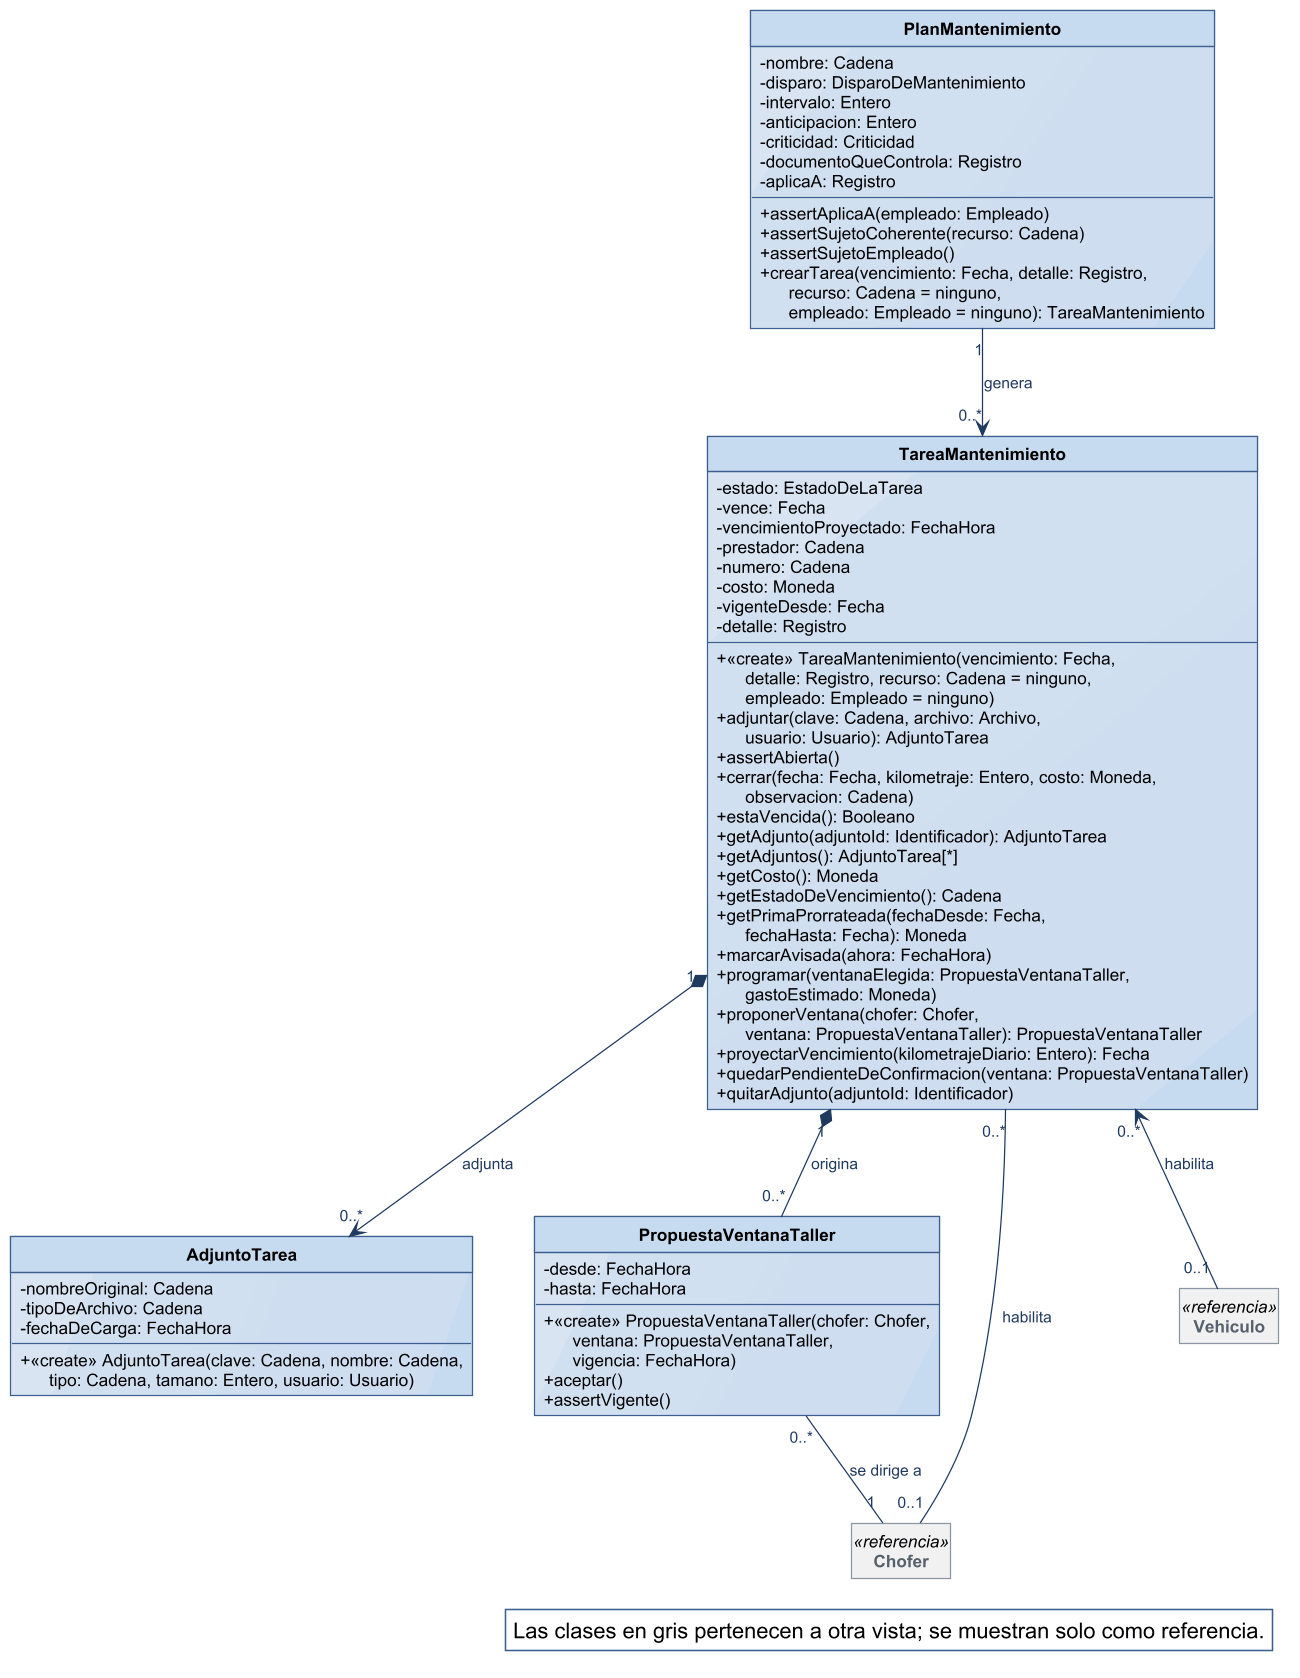 PlanMantenimiento
-nombre: Cadena
-disparo: DisparoDeMantenimiento
-intervalo: Entero
-anticipacion: Entero
-criticidad: Criticidad
-documentoQueControla: Registro
-aplicaA: Registro
+assertAplicaA(empleado: Empleado)
+assertSujetoCoherente(recurso: Cadena)
+assertSujetoEmpleado()
+crearTarea(vencimiento: Fecha, detalle: Registro,
recurso: Cadena = ninguno,
empleado: Empleado = ninguno): TareaMantenimiento
1
genera
0..*
TareaMantenimiento
-estado: EstadoDeLaTarea
-vence: Fecha
-vencimientoProyectado: FechaHora
-prestador: Cadena
-numero: Cadena
-costo: Moneda
-vigenteDesde: Fecha
-detalle: Registro
+«create» TareaMantenimiento(vencimiento: Fecha,
detalle: Registro, recurso: Cadena = ninguno,
empleado: Empleado = ninguno)
+adjuntar(clave: Cadena, archivo: Archivo,
usuario: Usuario): AdjuntoTarea
+assertAbierta()
+cerrar(fecha: Fecha, kilometraje: Entero, costo: Moneda,
observacion: Cadena)
+estaVencida(): Booleano
+getAdjunto(adjuntoId: Identificador): AdjuntoTarea
+getAdjuntos(): AdjuntoTarea[*]
+getCosto(): Moneda
+getEstadoDeVencimiento(): Cadena
+getPrimaProrrateada(fechaDesde: Fecha,
fechaHasta: Fecha): Moneda
+marcarAvisada(ahora: FechaHora)
+programar(ventanaElegida: PropuestaVentanaTaller,
gastoEstimado: Moneda)
+proponerVentana(chofer: Chofer,
ventana: PropuestaVentanaTaller): PropuestaVentanaTaller
+proyectarVencimiento(kilometrajeDiario: Entero): Fecha
+quedarPendienteDeConfirmacion(ventana: PropuestaVentanaTaller)
+quitarAdjunto(adjuntoId: Identificador)
1
adjunta
0..*
1
origina
0..*
0..*
habilita
0..1
0..*
habilita
0..1
AdjuntoTarea
-nombreOriginal: Cadena
-tipoDeArchivo: Cadena
-fechaDeCarga: FechaHora
+«create» AdjuntoTarea(clave: Cadena, nombre: Cadena,
tipo: Cadena, tamano: Entero, usuario: Usuario)
PropuestaVentanaTaller
-desde: FechaHora
-hasta: FechaHora
+«create» PropuestaVentanaTaller(chofer: Chofer,
ventana: PropuestaVentanaTaller,
vigencia: FechaHora)
+aceptar()
+assertVigente()
«referencia»
Vehiculo
0..*
se dirige a
1
«referencia»
Chofer
Las clases en gris pertenecen a otra vista; se muestran solo como referencia.